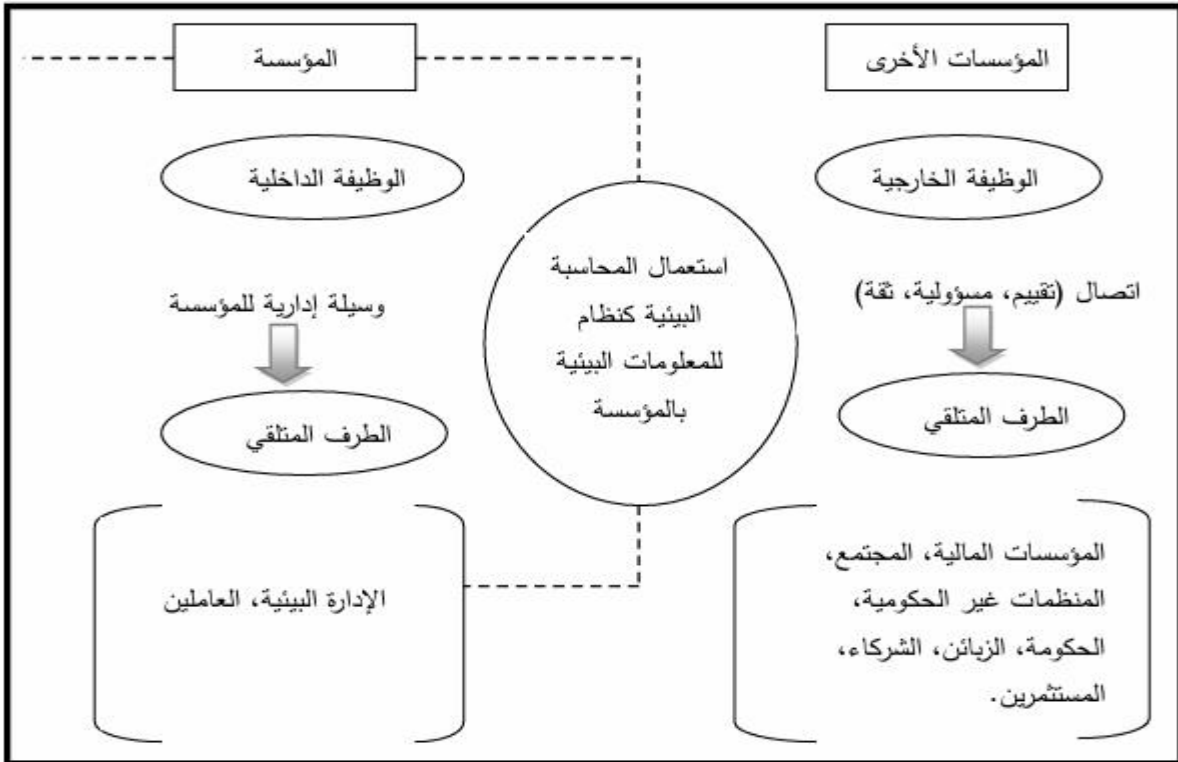 المؤسسات الأخرى
المؤسسة
الوظيفة الخارجية
الوظيفة الداخلية
استعمال المحاسبة
البيئية كنظام
للمعلومات البيئية
بالمؤسسة
اتصال (تقييم، مسؤولية، ثقة)
وسيلة إدارية للمؤسسة
الطرف المتلقي
الطرف المتلقي
المؤسسات المالية، المجتمع،
المنظمات غير الحكومية،
الحكومة، الزبائن، الشركاء،
المستثمرين.
الإدارة البيئية، العاملين